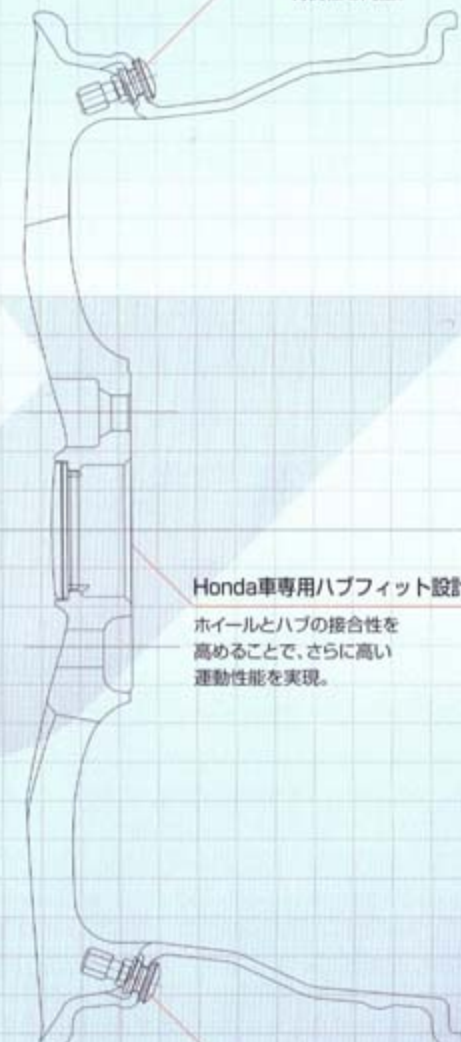 Honda車専用ハブフィット設計
ホイールとハブの接合性を
高めることで、さらに高い
運動性能を実現。